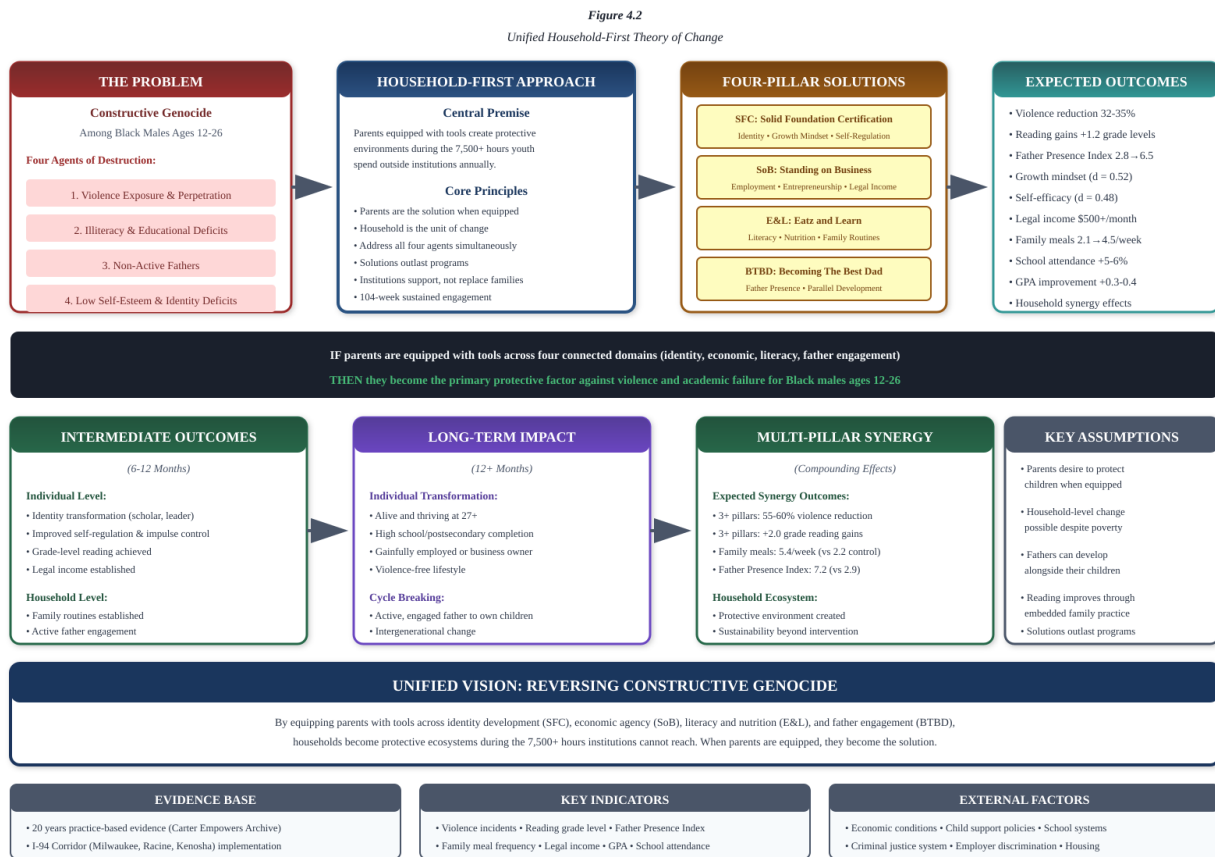 Figure 4.2
Unified Household-First Theory of Change
THE PROBLEM
Constructive Genocide
Among Black Males Ages 12-26
Four Agents of Destruction:
1. Violence Exposure & Perpetration
2. Illiteracy & Educational Deficits
3. Non-Active Fathers
4. Low Self-Esteem & Identity Deficits
HOUSEHOLD-FIRST APPROACH
Central Premise
Parents equipped with tools create protective
environments during the 7,500+ hours youth
spend outside institutions annually.
Core Principles
• Parents are the solution when equipped
• Household is the unit of change
• Address all four agents simultaneously
• Solutions outlast programs
• Institutions support, not replace families
• 104-week sustained engagement
FOUR-PILLAR SOLUTIONS
SFC: Solid Foundation Certification
Identity • Growth Mindset • Self-Regulation
SoB: Standing on Business
Employment • Entrepreneurship • Legal Income
E&L: Eatz and Learn
Literacy • Nutrition • Family Routines
BTBD: Becoming The Best Dad
Father Presence • Parallel Development
EXPECTED OUTCOMES
• Violence reduction 32-35%
• Reading gains +1.2 grade levels
• Father Presence Index 2.8→6.5
• Growth mindset (d = 0.52)
• Self-efficacy (d = 0.48)
• Legal income $500+/month
• Family meals 2.1→4.5/week
• School attendance +5-6%
• GPA improvement +0.3-0.4
• Household synergy effects
IF parents are equipped with tools across four connected domains (identity, economic, literacy, father engagement)
THEN they become the primary protective factor against violence and academic failure for Black males ages 12-26
INTERMEDIATE OUTCOMES
(6-12 Months)
Individual Level:
• Identity transformation (scholar, leader)
• Improved self-regulation & impulse control
• Grade-level reading achieved
• Legal income established
Household Level:
• Family routines established
• Active father engagement
LONG-TERM IMPACT
(12+ Months)
Individual Transformation:
• Alive and thriving at 27+
• High school/postsecondary completion
• Gainfully employed or business owner
• Violence-free lifestyle
Cycle Breaking:
• Active, engaged father to own children
• Intergenerational change
MULTI-PILLAR SYNERGY
(Compounding Effects)
Expected Synergy Outcomes:
• 3+ pillars: 55-60% violence reduction
• 3+ pillars: +2.0 grade reading gains
• Family meals: 5.4/week (vs 2.2 control)
• Father Presence Index: 7.2 (vs 2.9)
Household Ecosystem:
• Protective environment created
• Sustainability beyond intervention
KEY ASSUMPTIONS
• Parents desire to protect
children when equipped
• Household-level change
possible despite poverty
• Fathers can develop
alongside their children
• Reading improves through
embedded family practice
• Solutions outlast programs
UNIFIED VISION: REVERSING CONSTRUCTIVE GENOCIDE
By equipping parents with tools across identity development (SFC), economic agency (SoB), literacy and nutrition (E&L), and father engagement (BTBD),
households become protective ecosystems during the 7,500+ hours institutions cannot reach. When parents are equipped, they become the solution.
EVIDENCE BASE
• 20 years practice-based evidence (Carter Empowers Archive)
• I-94 Corridor (Milwaukee, Racine, Kenosha) implementation
KEY INDICATORS
• Violence incidents • Reading grade level • Father Presence Index
• Family meal frequency • Legal income • GPA • School attendance
EXTERNAL FACTORS
• Economic conditions • Child support policies • School systems
• Criminal justice system • Employer discrimination • Housing